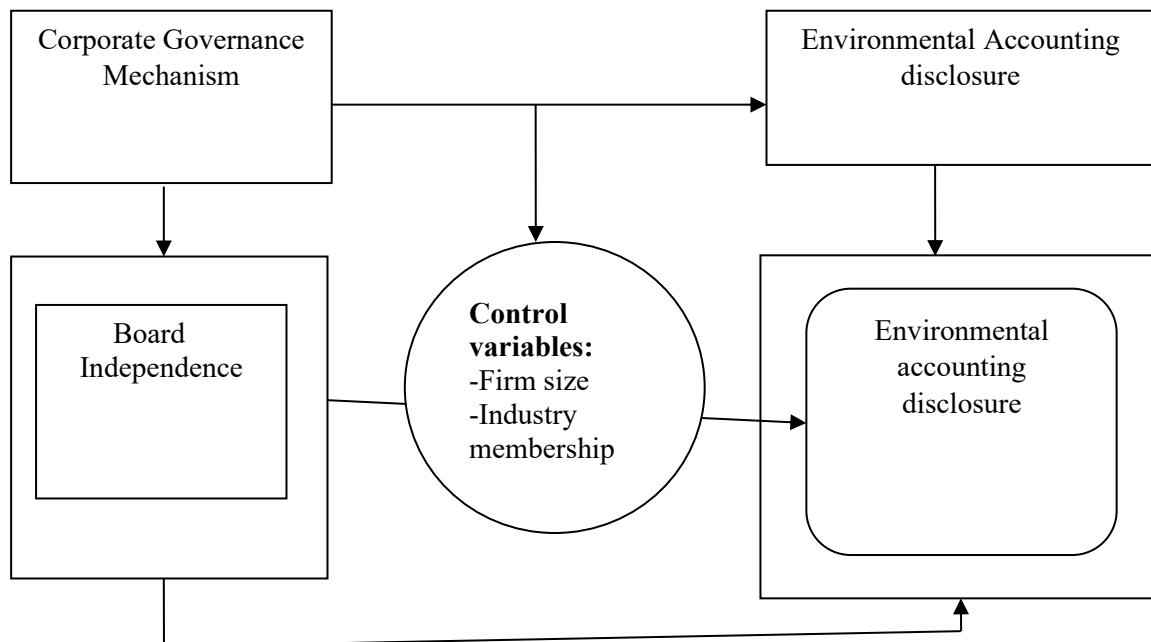 Corporate Governance
Mechanism
Environmental Accounting
disclosure
Board
Independence
Control
variables:
-Firm size
-Industry
membership
Environmental
accounting
disclosure